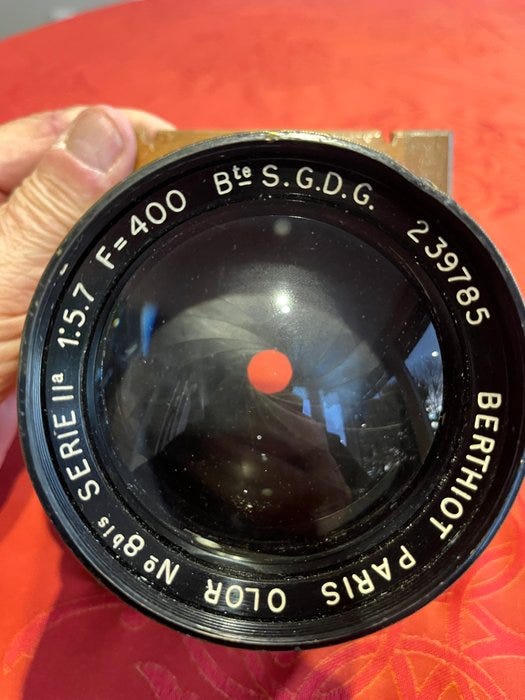 Bte S.G.D.G. 239785 BERTHIOT PARIS OLOR No 8bis SERIE IIa 1:5.7 F=400